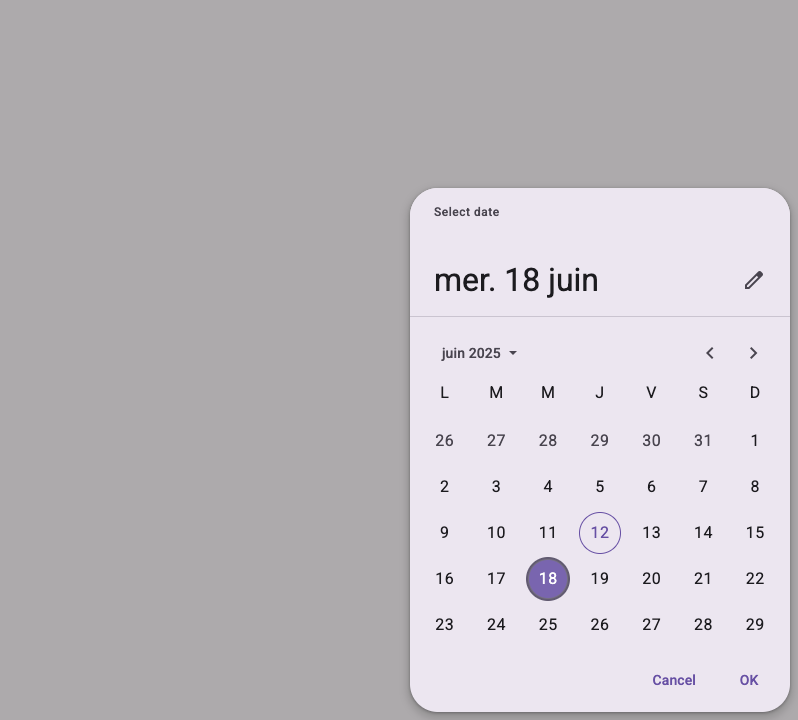 Select date
mer. 18 juin
juin 2025
L M M J V S D
26 27 28 29 30 31 1
2 3 4 5 6 7 8
9 10 11 12 13 14 15
16 17 18 19 20 21 22
23 24 25 26 27 28 29
Cancel OK